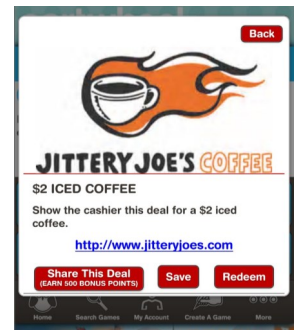 Back
JITTERY JOE'S COFFEE
$2 ICED COFFEE
Show the cashier this deal for a $2 iced
coffee.
http://www.jitteryjoes.com
Share This Deal
(EARN 500 BONUS POINTS)
Save
Redeem
Home Search Games My Account Create A Game More